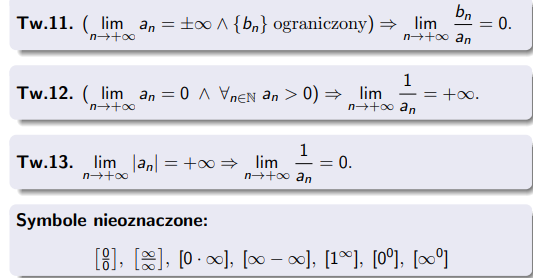 Tw.11. (lim_{n→+∞} a_n = ±∞ ∧ {b_n} ograniczony) ⇒ lim_{n→+∞} b_n/a_n = 0.
Tw.12. (lim_{n→+∞} a_n = 0 ∧ ∀_{n∈ℕ} a_n > 0) ⇒ lim_{n→+∞} 1/a_n = +∞.
Tw.13. lim_{n→+∞} |a_n| = +∞ ⇒ lim_{n→+∞} 1/a_n = 0.
Symbole nieoznaczone:
[0/0], [∞/∞], [0 · ∞], [∞ − ∞], [1^∞], [0^0], [∞^0]